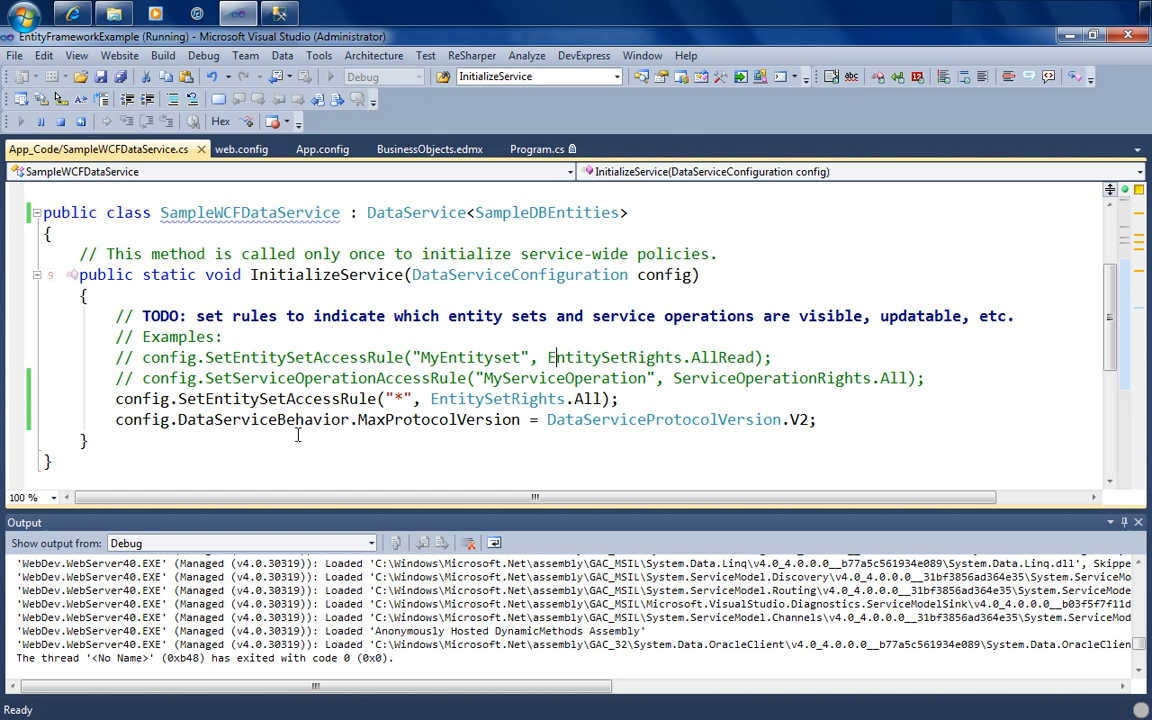 EntityFrameworkExample (Running) - Microsoft Visual Studio (Administrator)
File Edit View Website Build Debug Team Data Tools Architecture Test ReSharper Analyze DevExpress Window Help
Debug InitializeService
Hex
App_Code/SampleWCFDataService.cs web.config App.config BusinessObjects.edmx Program.cs
SampleWCFDataService InitializeService(DataServiceConfiguration config)
public class SampleWCFDataService : DataService<SampleDBEntities>
{
// This method is called only once to initialize service-wide policies.
9 public static void InitializeService(DataServiceConfiguration config)
{
// TODO: set rules to indicate which entity sets and service operations are visible, updatable, etc.
// Examples:
// config.SetEntitySetAccessRule("MyEntityset", EntitySetRights.AllRead);
// config.SetServiceOperationAccessRule("MyServiceOperation", ServiceOperationRights.All);
config.SetEntitySetAccessRule("*", EntitySetRights.All);
config.DataServiceBehavior.MaxProtocolVersion = DataServiceProtocolVersion.V2;
}
}
100 %
Output
Show output from: Debug
'WebDev.WebServer40.EXE' (Managed (v4.0.30319)): Loaded 'C:\Windows\Microsoft.Net\assembly\GAC_MSIL\System.Data.Linq\v4.0_4.0.0.0__b77a5c561934e089\System.Data.Linq.dll', Skippe
'WebDev.WebServer40.EXE' (Managed (v4.0.30319)): Loaded 'C:\Windows\Microsoft.Net\assembly\GAC_MSIL\System.ServiceModel.Discovery\v4.0_4.0.0.0__31bf3856ad364e35\System.ServiceMo
'WebDev.WebServer40.EXE' (Managed (v4.0.30319)): Loaded 'C:\Windows\Microsoft.Net\assembly\GAC_MSIL\System.ServiceModel.Routing\v4.0_4.0.0.0__31bf3856ad364e35\System.ServiceMode
'WebDev.WebServer40.EXE' (Managed (v4.0.30319)): Loaded 'C:\Windows\Microsoft.Net\assembly\GAC_MSIL\Microsoft.VisualStudio.Diagnostics.ServiceModelSink\v4.0_4.0.0.0__b03f5f7f11d
'WebDev.WebServer40.EXE' (Managed (v4.0.30319)): Loaded 'C:\Windows\Microsoft.Net\assembly\GAC_MSIL\System.ServiceModel.Channels\v4.0_4.0.0.0__31bf3856ad364e35\System.ServiceMod
'WebDev.WebServer40.EXE' (Managed (v4.0.30319)): Loaded 'Anonymously Hosted DynamicMethods Assembly'
'WebDev.WebServer40.EXE' (Managed (v4.0.30319)): Loaded 'C:\Windows\Microsoft.Net\assembly\GAC_32\System.Data.OracleClient\v4.0_4.0.0.0__b77a5c561934e089\System.Data.OracleClien
The thread '<No Name>' (0xb48) has exited with code 0 (0x0).
Ready